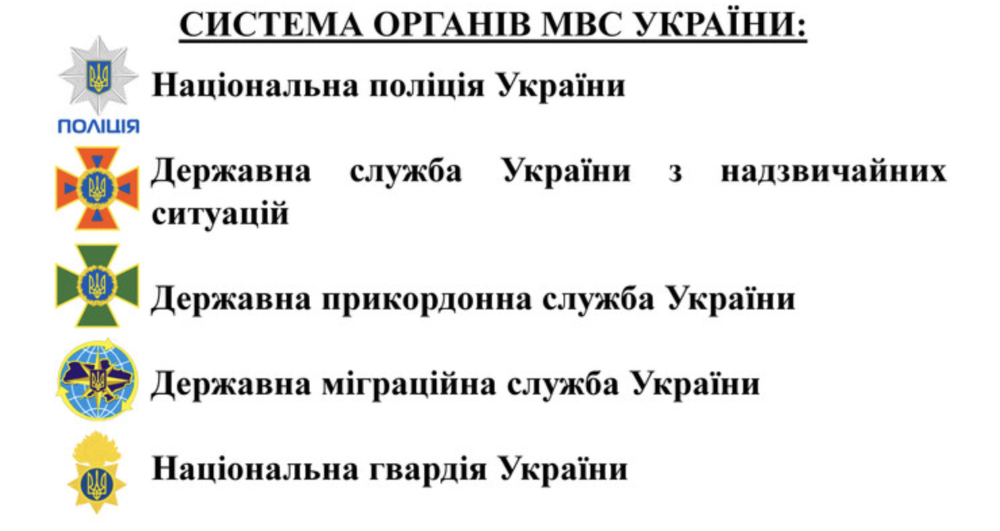 СИСТЕМА ОРГАНІВ МВС УКРАЇНИ:
Національна поліція України
ПОЛІЦІЯ
Державна служба України з надзвичайних
ситуацій
Державна прикордонна служба України
Державна міграційна служба України
Національна гвардія України